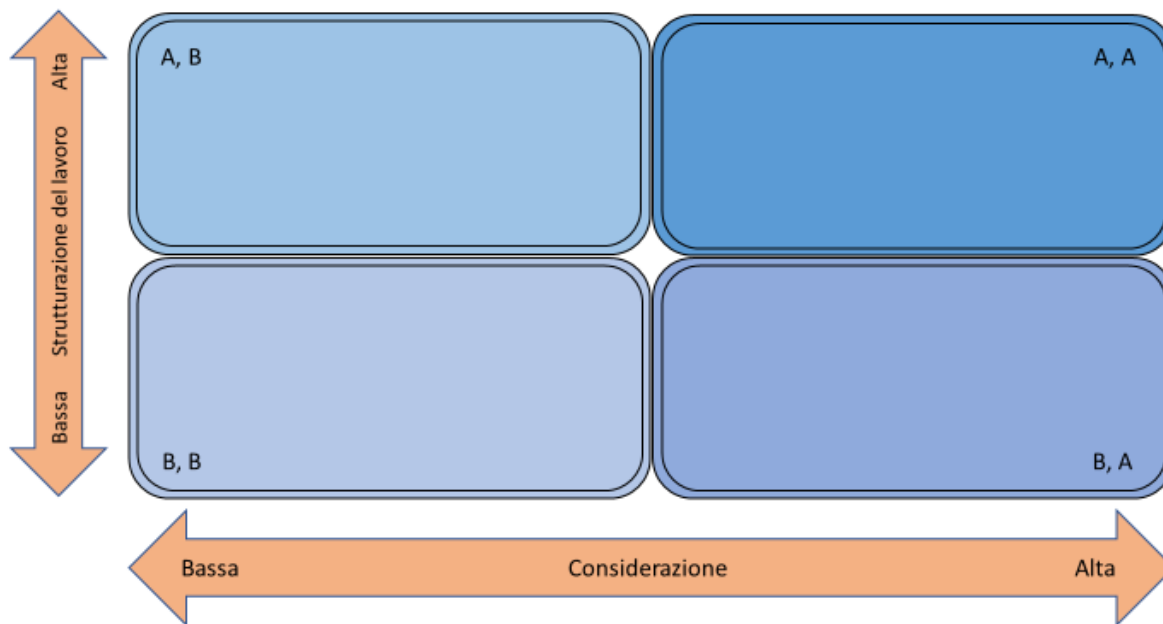 A, B
A, A
Bassa Strutturazione del lavoro Alta
B, B
B, A
Bassa Considerazione Alta